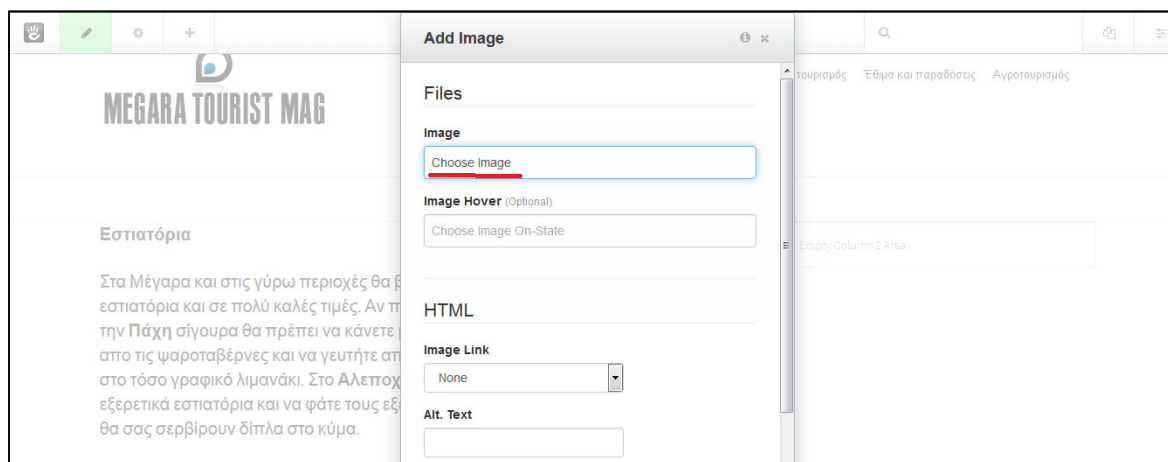 Add Image
τουρισμός Έθιμα και παραδόσεις Αγροτουρισμός
MEGARA TOURIST MAG
Files
Image
Choose Image
Image Hover (Optional)
Choose Image On-State
Empty Column 2 Area
Εστιατόρια
Στα Μέγαρα και στις γύρω περιοχές θα
εστιατόρια και σε πολύ καλές τιμές. Αν
την Πάχη σίγουρα θα πρέπει να κάνετε
απο τις ψαροταβέρνες και να γευτήτε
στο τόσο γραφικό λιμανάκι. Στο Αλεποχ
εξερετικά εστιατόρια και να φάτε τους
θα σας σερβίρουν δίπλα στο κύμα.
HTML
Image Link
None
Alt. Text